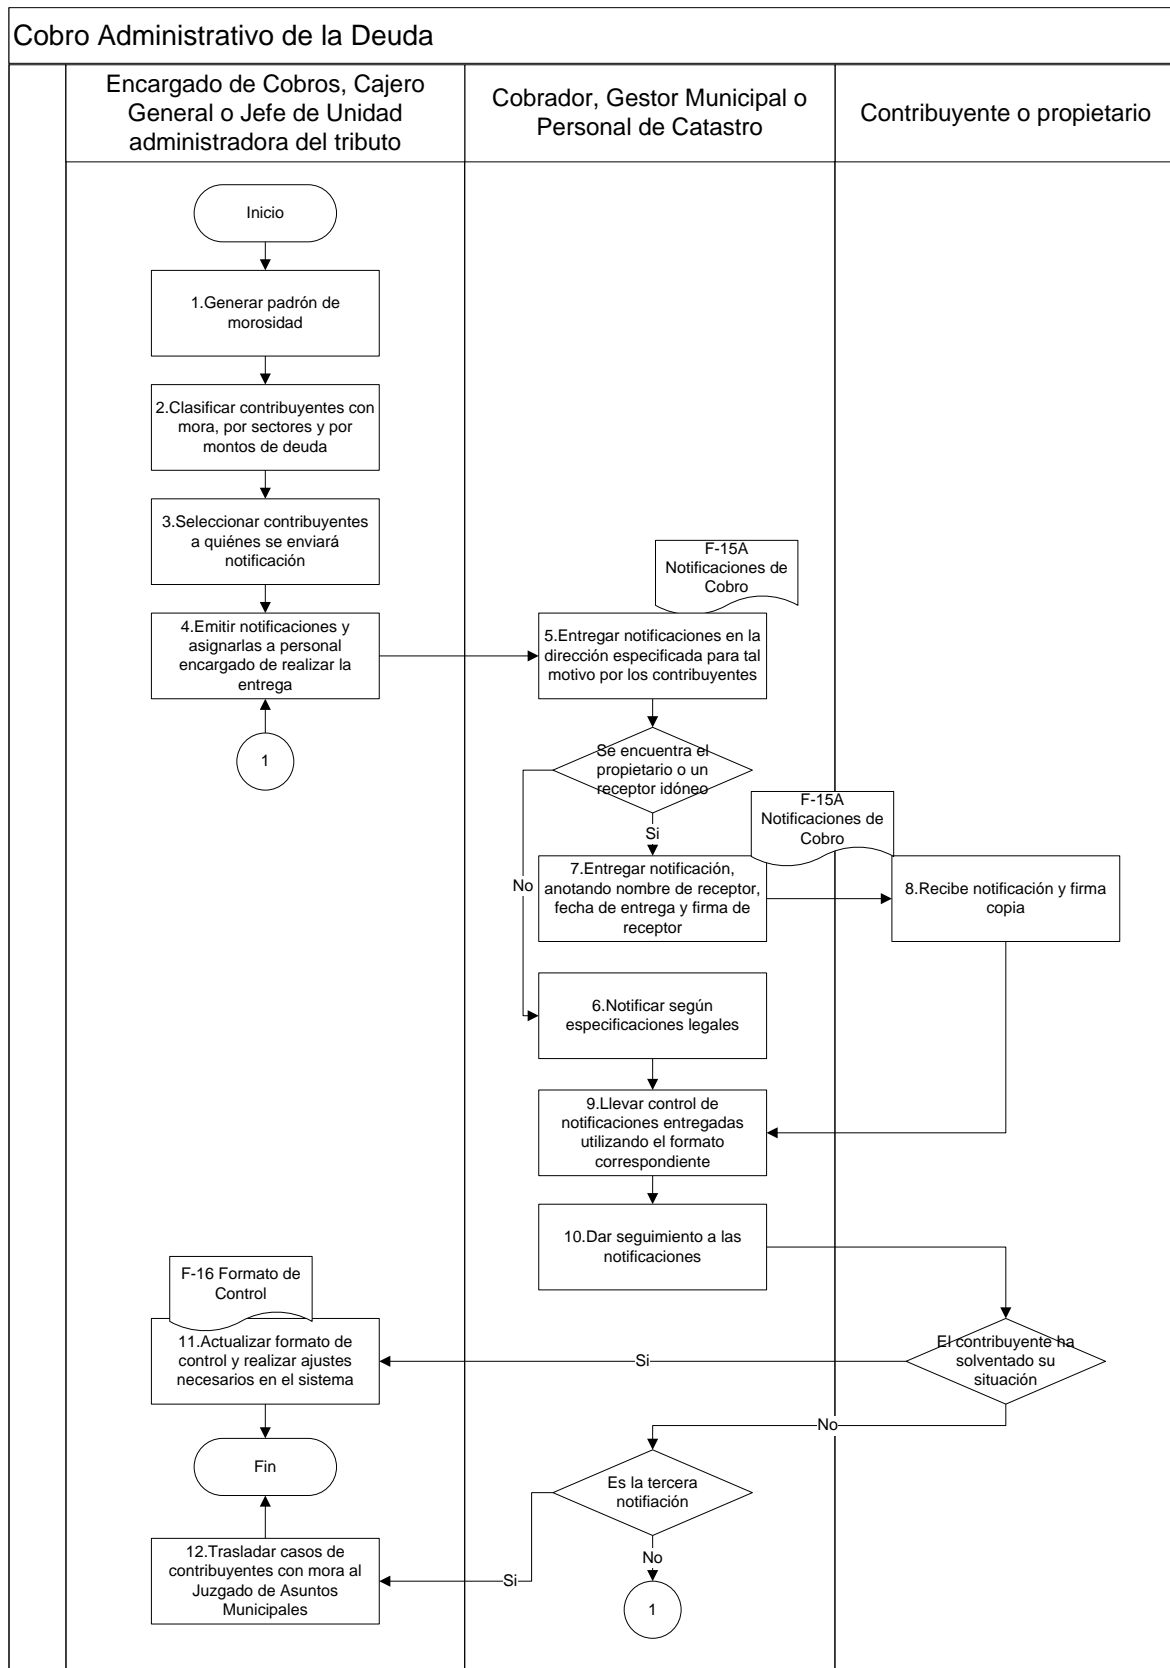 Cobro Administrativo de la Deuda
Encargado de Cobros, Cajero
General o Jefe de Unidad
administradora del tributo
Cobrador, Gestor Municipal o
Personal de Catastro
Contribuyente o propietario
Inicio
1.Generar padrón de
morosidad
2.Clasificar contribuyentes con
mora, por sectores y por
montos de deuda
3.Seleccionar contribuyentes
a quiénes se enviará
notificación
4.Emitir notificaciones y
asignarlas a personal
encargado de realizar la
entrega
1
F-15A
Notificaciones de
Cobro
5.Entregar notificaciones en la
dirección especificada para tal
motivo por los contribuyentes
Se encuentra el
propietario o un
receptor idóneo
Si
No
F-15A
Notificaciones de
Cobro
7.Entregar notificación,
anotando nombre de receptor,
fecha de entrega y firma de
receptor
8.Recibe notificación y firma
copia
6.Notificar según
especificaciones legales
9.Llevar control de
notificaciones entregadas
utilizando el formato
correspondiente
10.Dar seguimiento a las
notificaciones
El contribuyente ha
solventado su
situación
Si
No
F-16 Formato de
Control
11.Actualizar formato de
control y realizar ajustes
necesarios en el sistema
Fin
Es la tercera
notifiación
Si
No
12.Trasladar casos de
contribuyentes con mora al
Juzgado de Asuntos
Municipales
1